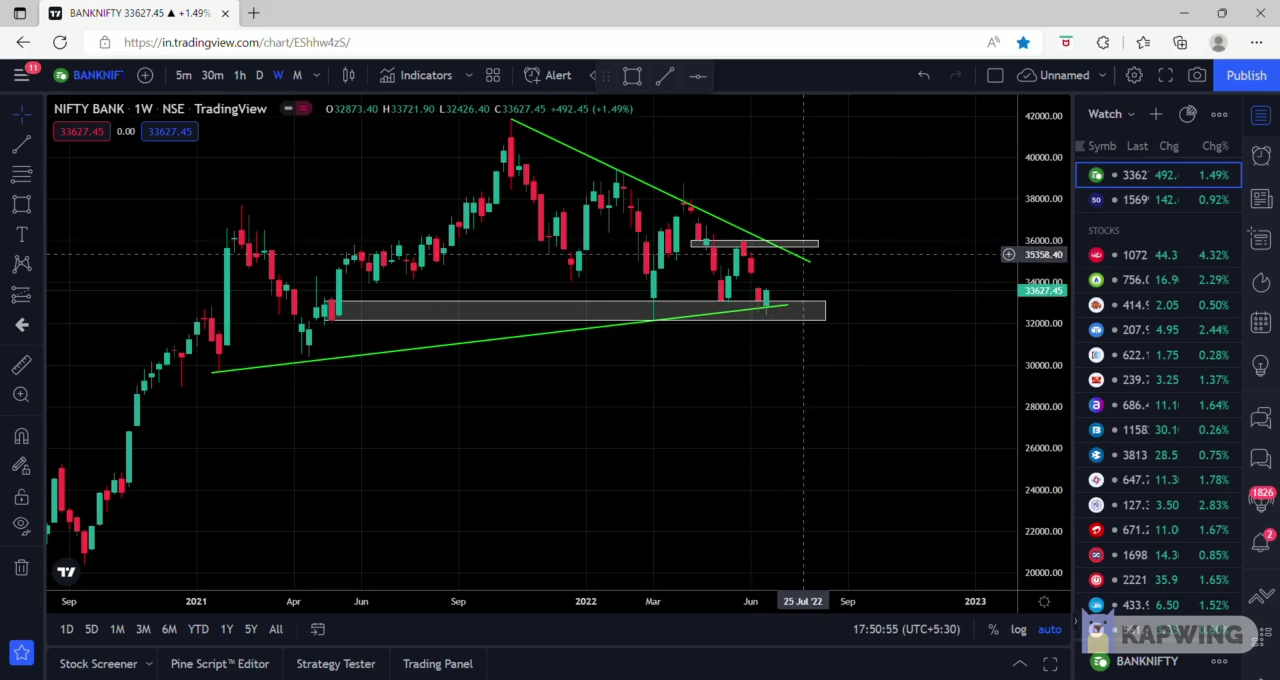 BANKNIFTY 33627.45 ▲ +1.49%
https://in.tradingview.com/chart/EShhw4zS/
11
BANKNIF
5m 30m 1h D W M
Indicators
Alert
Unnamed
Publish
NIFTY BANK · 1W · NSE · TradingView
O32873.40 H33721.90 L32426.40 C33627.45 +492.45 (+1.49%)
33627.45 0.00 33627.45
42000.00
40000.00
38000.00
36000.00
35358.40
34000.00
33627.45
32000.00
30000.00
28000.00
26000.00
24000.00
22000.00
20000.00
Sep 2021 Apr Jun Sep 2022 Mar Jun 25 Jul '22 Sep 2023
1D 5D 1M 3M 6M YTD 1Y 5Y All
17:50:55 (UTC+5:30) % log auto
Stock Screener Pine Script™ Editor Strategy Tester Trading Panel
Watch
Symb Last Chg Chg%
3362 492. 1.49%
50 1569 142. 0.92%
STOCKS
1072 44.3 4.32%
756. 16.9 2.29%
414.9 2.05 0.50%
207.9 4.95 2.44%
622.1 1.75 0.28%
239.7 3.25 1.37%
686.4 11.1 1.64%
1158 30.1 0.26%
3813 28.5 0.75%
647.7 11.3 1.78%
127.3 3.50 2.83%
671.2 11.0 1.67%
1698 14.3 0.85%
2221 35.9 1.65%
433.9 6.50 1.52%
KAPWING
BANKNIFTY
1826
2